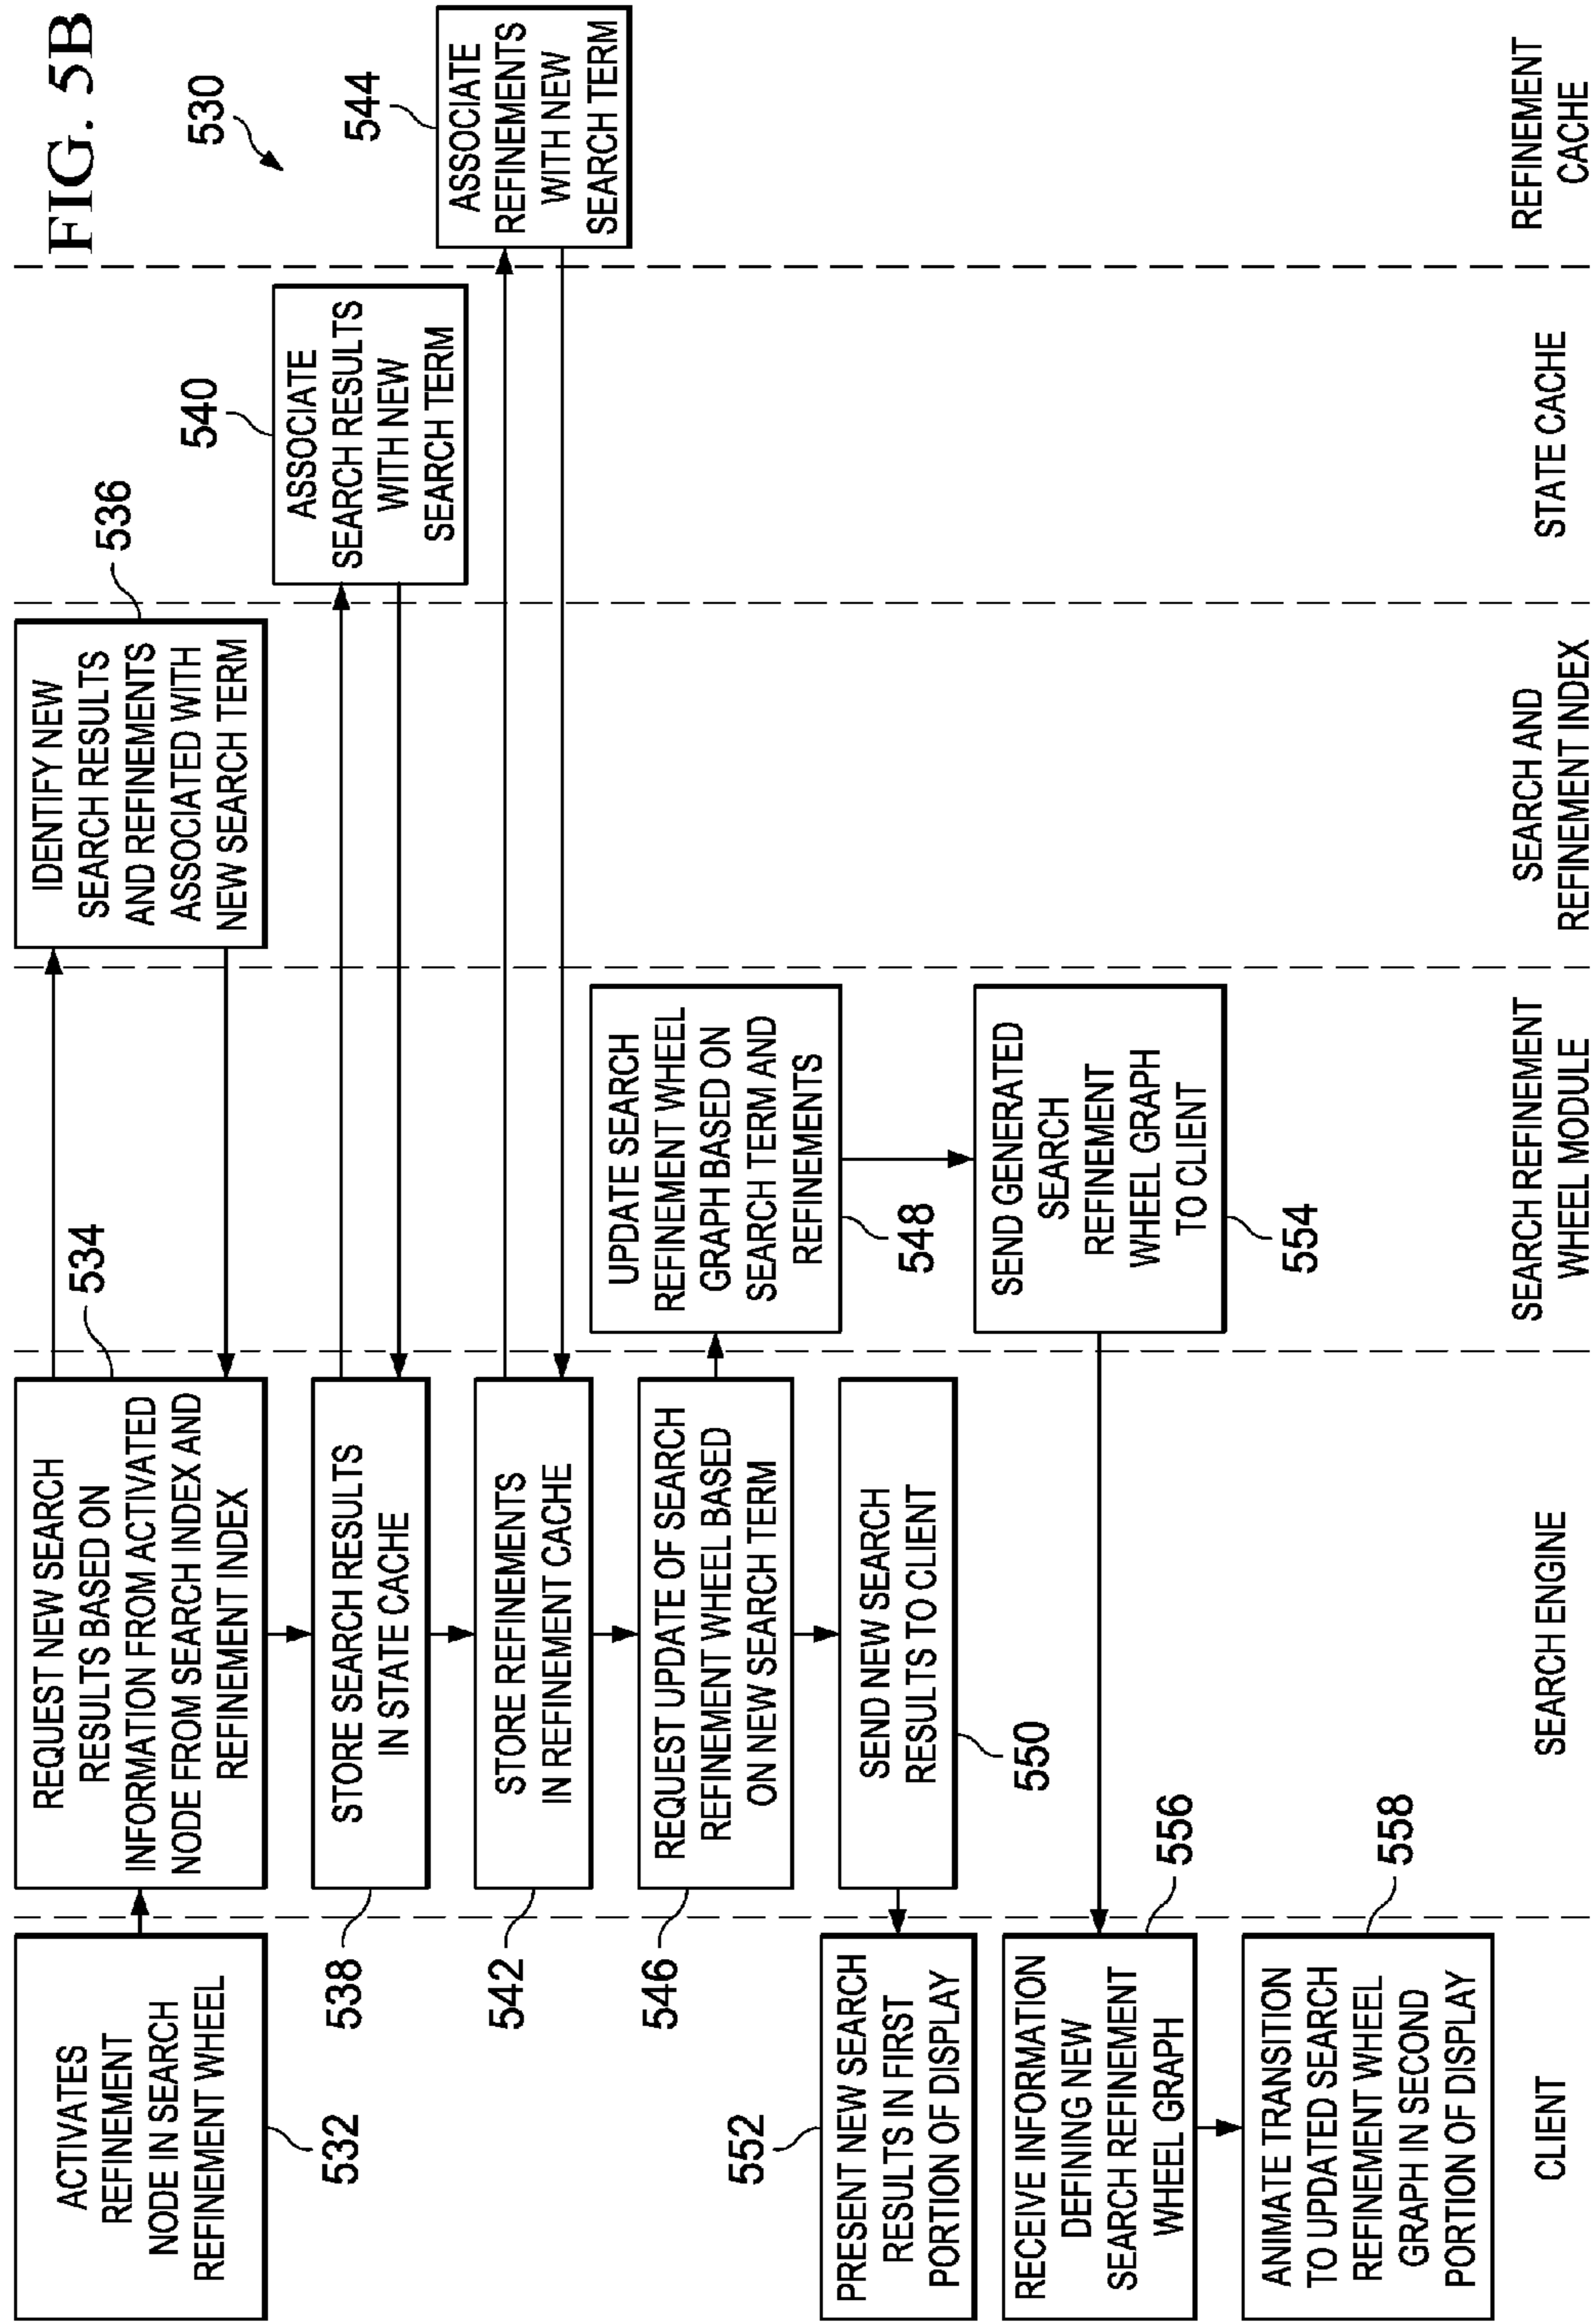 FIG. 5B
530
ACTIVATES
REFINEMENT
NODE IN SEARCH
REFINEMENT WHEEL
532
REQUEST NEW SEARCH
RESULTS BASED ON
INFORMATION FROM ACTIVATED
NODE FROM SEARCH INDEX AND
REFINEMENT INDEX
534
IDENTIFY NEW
SEARCH RESULTS
AND REFINEMENTS
ASSOCIATED WITH
NEW SEARCH TERM
536
STORE SEARCH RESULTS
IN STATE CACHE
538
ASSOCIATE
SEARCH RESULTS
WITH NEW
SEARCH TERM
540
STORE REFINEMENTS
IN REFINEMENT CACHE
542
ASSOCIATE
REFINEMENTS
WITH NEW
SEARCH TERM
544
REQUEST UPDATE OF SEARCH
REFINEMENT WHEEL BASED
ON NEW SEARCH TERM
546
UPDATE SEARCH
REFINEMENT WHEEL
GRAPH BASED ON
SEARCH TERM AND
REFINEMENTS
548
SEND NEW SEARCH
RESULTS TO CLIENT
550
PRESENT NEW SEARCH
RESULTS IN FIRST
PORTION OF DISPLAY
552
SEND GENERATED
SEARCH
REFINEMENT
WHEEL GRAPH
TO CLIENT
554
RECEIVE INFORMATION
DEFINING NEW
SEARCH REFINEMENT
WHEEL GRAPH
556
ANIMATE TRANSITION
TO UPDATED SEARCH
REFINEMENT WHEEL
GRAPH IN SECOND
PORTION OF DISPLAY
558
CLIENT
SEARCH ENGINE
SEARCH REFINEMENT
WHEEL MODULE
SEARCH AND
REFINEMENT INDEX
STATE CACHE
REFINEMENT
CACHE